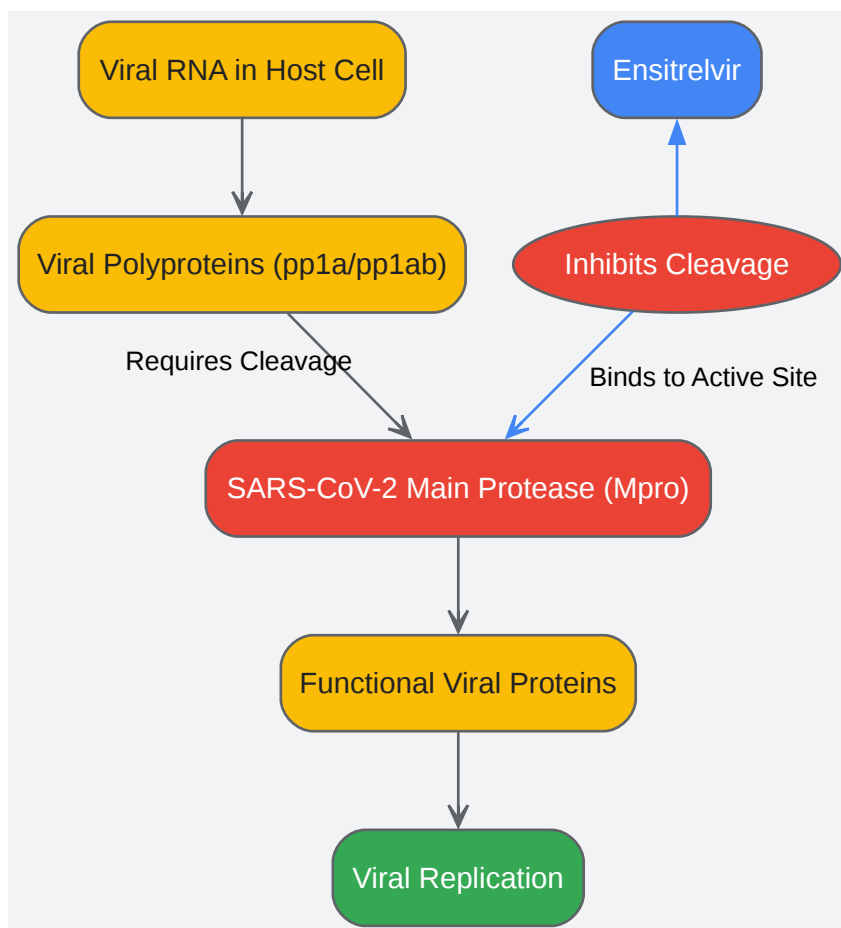 Viral RNA in Host Cell
Ensitrelvir
Viral Polyproteins (pp1a/pp1ab)
Inhibits Cleavage
Requires Cleavage
Binds to Active Site
SARS-CoV-2 Main Protease (Mpro)
Functional Viral Proteins
Viral Replication